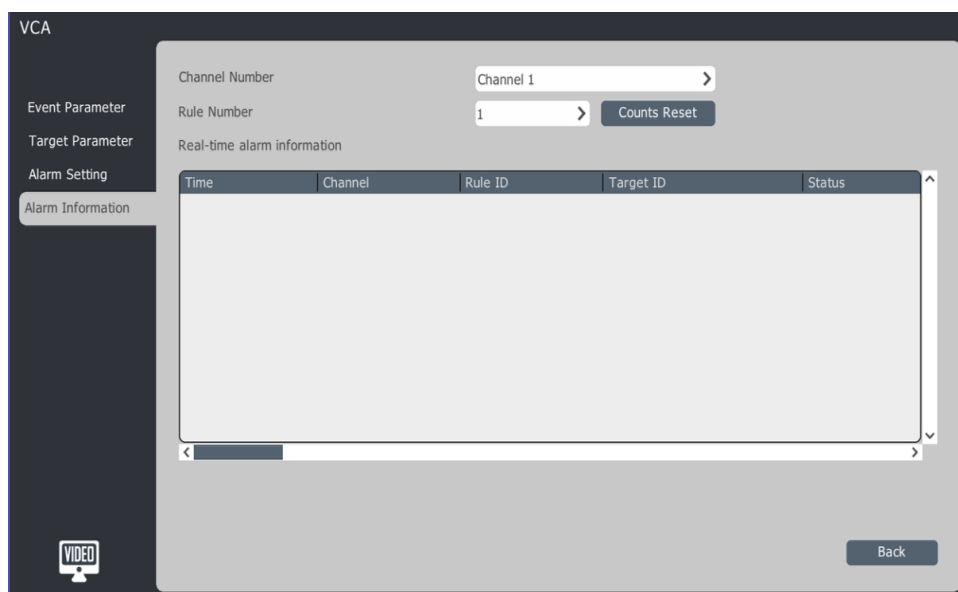 VCA
Event Parameter
Target Parameter
Alarm Setting
Alarm Information
Channel Number Channel 1
Rule Number 1 Counts Reset
Real-time alarm information
Time Channel Rule ID Target ID Status
VIDEO
Back